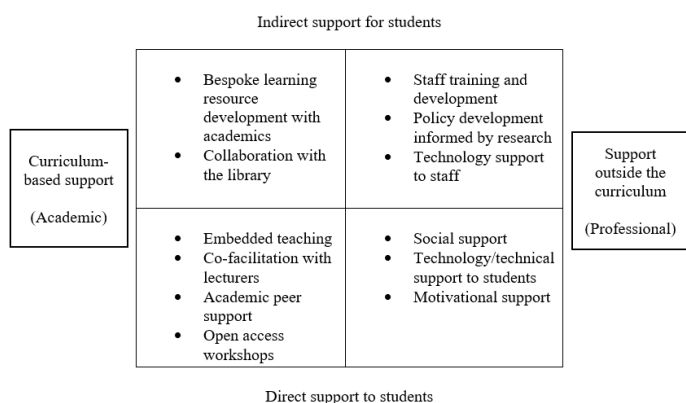 Indirect support for students
• Bespoke learning
resource
development with
academics
• Collaboration with
the library
• Staff training and
development
• Policy development
informed by research
• Technology support
to staff
Curriculum-
based support
(Academic)
Support
outside the
curriculum
(Professional)
• Embedded teaching
• Co-facilitation with
lecturers
• Academic peer
support
• Open access
workshops
• Social support
• Technology/technical
support to students
• Motivational support
Direct support to students